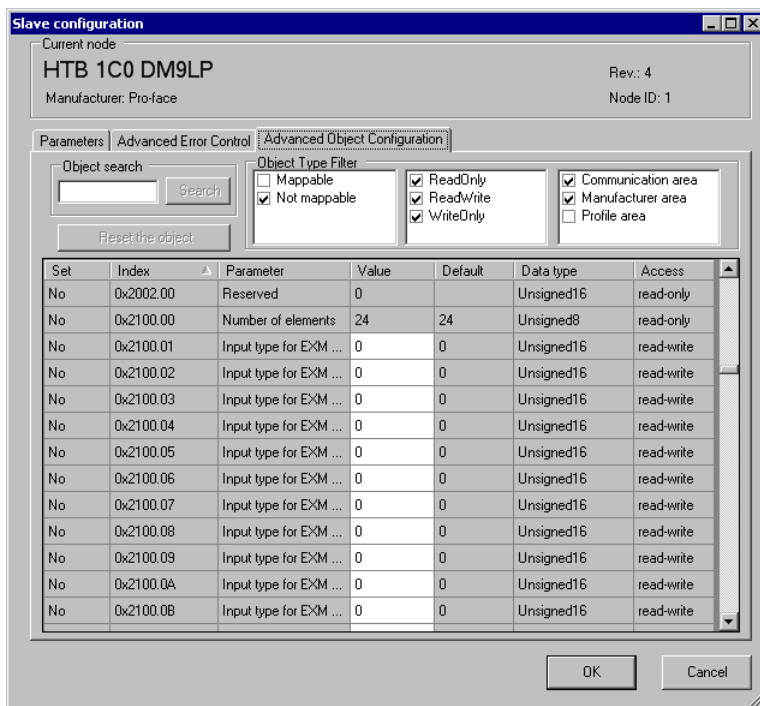 Slave configuration
Current node
HTB 1C0 DM9LP
Rev.: 4
Manufacturer: Pro-face
Node ID: 1
Parameters Advanced Error Control Advanced Object Configuration
Object search
Search
Reset the object
Object Type Filter
Mappable
Not mappable
ReadOnly
ReadWrite
WriteOnly
Communication area
Manufacturer area
Profile area
Set Index Parameter Value Default Data type Access
No 0x2002.00 Reserved 0 Unsigned16 read-only
No 0x2100.00 Number of elements 24 24 Unsigned8 read-only
No 0x2100.01 Input type for EXM ... 0 0 Unsigned16 read-write
No 0x2100.02 Input type for EXM ... 0 0 Unsigned16 read-write
No 0x2100.03 Input type for EXM ... 0 0 Unsigned16 read-write
No 0x2100.04 Input type for EXM ... 0 0 Unsigned16 read-write
No 0x2100.05 Input type for EXM ... 0 0 Unsigned16 read-write
No 0x2100.06 Input type for EXM ... 0 0 Unsigned16 read-write
No 0x2100.07 Input type for EXM ... 0 0 Unsigned16 read-write
No 0x2100.08 Input type for EXM ... 0 0 Unsigned16 read-write
No 0x2100.09 Input type for EXM ... 0 0 Unsigned16 read-write
No 0x2100.0A Input type for EXM ... 0 0 Unsigned16 read-write
No 0x2100.0B Input type for EXM ... 0 0 Unsigned16 read-write
OK Cancel